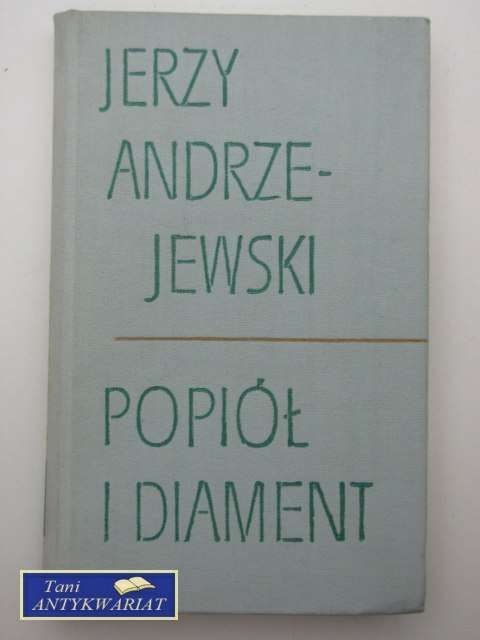 JERZY
ANDRZE-
JEWSKI
POPIÓŁ
I DIAMENT
Tani
ANTYKWARIAT